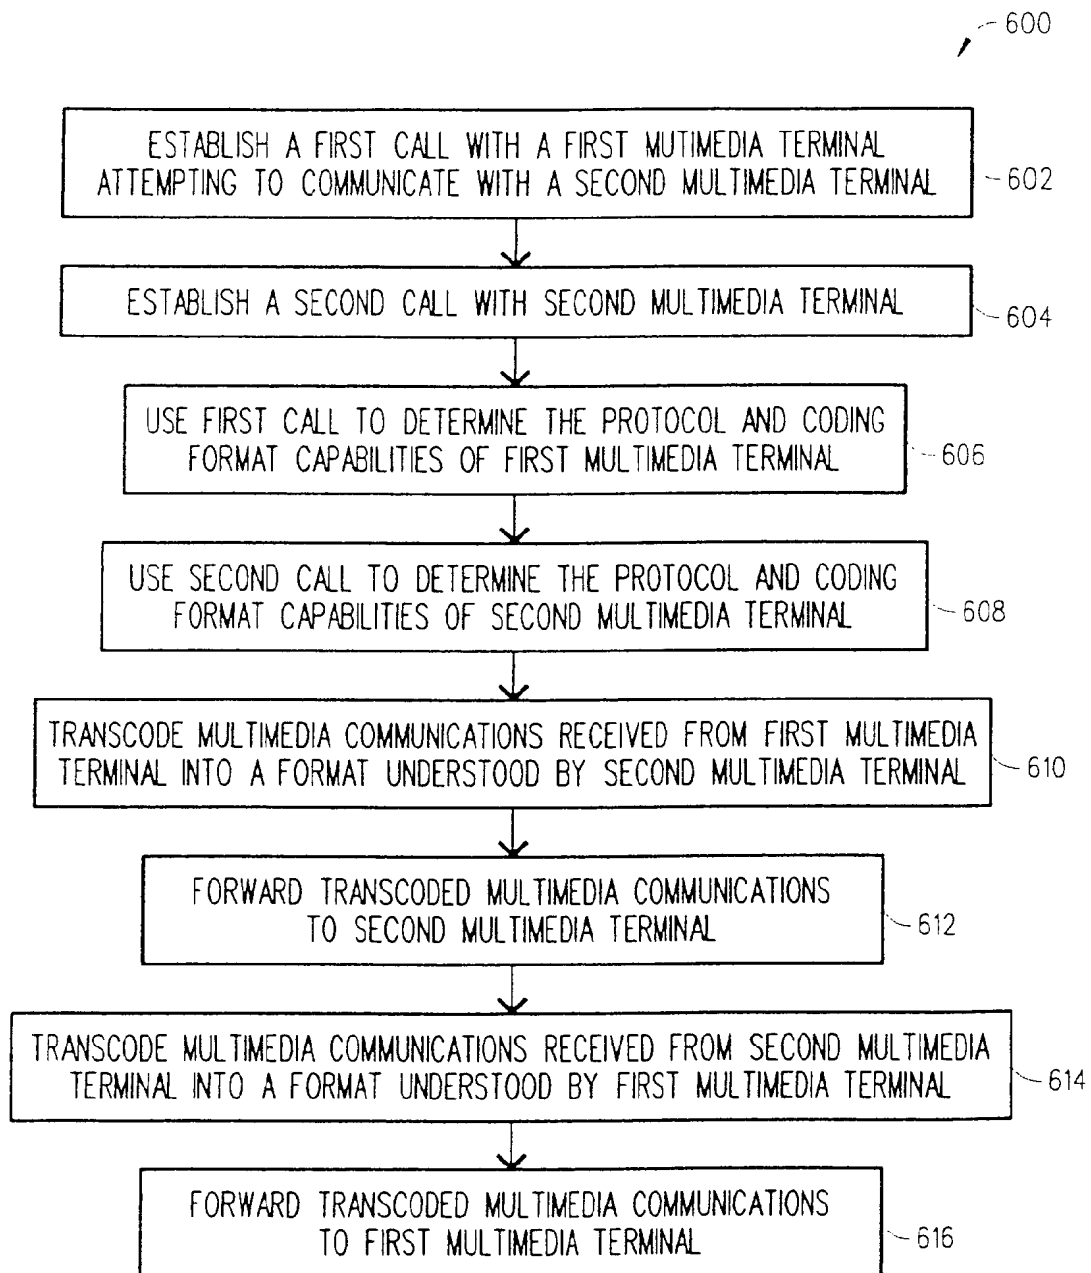 600
ESTABLISH A FIRST CALL WITH A FIRST MUTIMEDIA TERMINAL
ATTEMPTING TO COMMUNICATE WITH A SECOND MULTIMEDIA TERMINAL
602
ESTABLISH A SECOND CALL WITH SECOND MULTIMEDIA TERMINAL
604
USE FIRST CALL TO DETERMINE THE PROTOCOL AND CODING
FORMAT CAPABILITIES OF FIRST MULTIMEDIA TERMINAL
606
USE SECOND CALL TO DETERMINE THE PROTOCOL AND CODING
FORMAT CAPABILITIES OF SECOND MULTIMEDIA TERMINAL
608
TRANSCODE MULTIMEDIA COMMUNICATIONS RECEIVED FROM FIRST MULTIMEDIA
TERMINAL INTO A FORMAT UNDERSTOOD BY SECOND MULTIMEDIA TERMINAL
610
FORWARD TRANSCODED MULTIMEDIA COMMUNICATIONS
TO SECOND MULTIMEDIA TERMINAL
612
TRANSCODE MULTIMEDIA COMMUNICATIONS RECEIVED FROM SECOND MULTIMEDIA
TERMINAL INTO A FORMAT UNDERSTOOD BY FIRST MULTIMEDIA TERMINAL
614
FORWARD TRANSCODED MULTIMEDIA COMMUNICATIONS
TO FIRST MULTIMEDIA TERMINAL
616